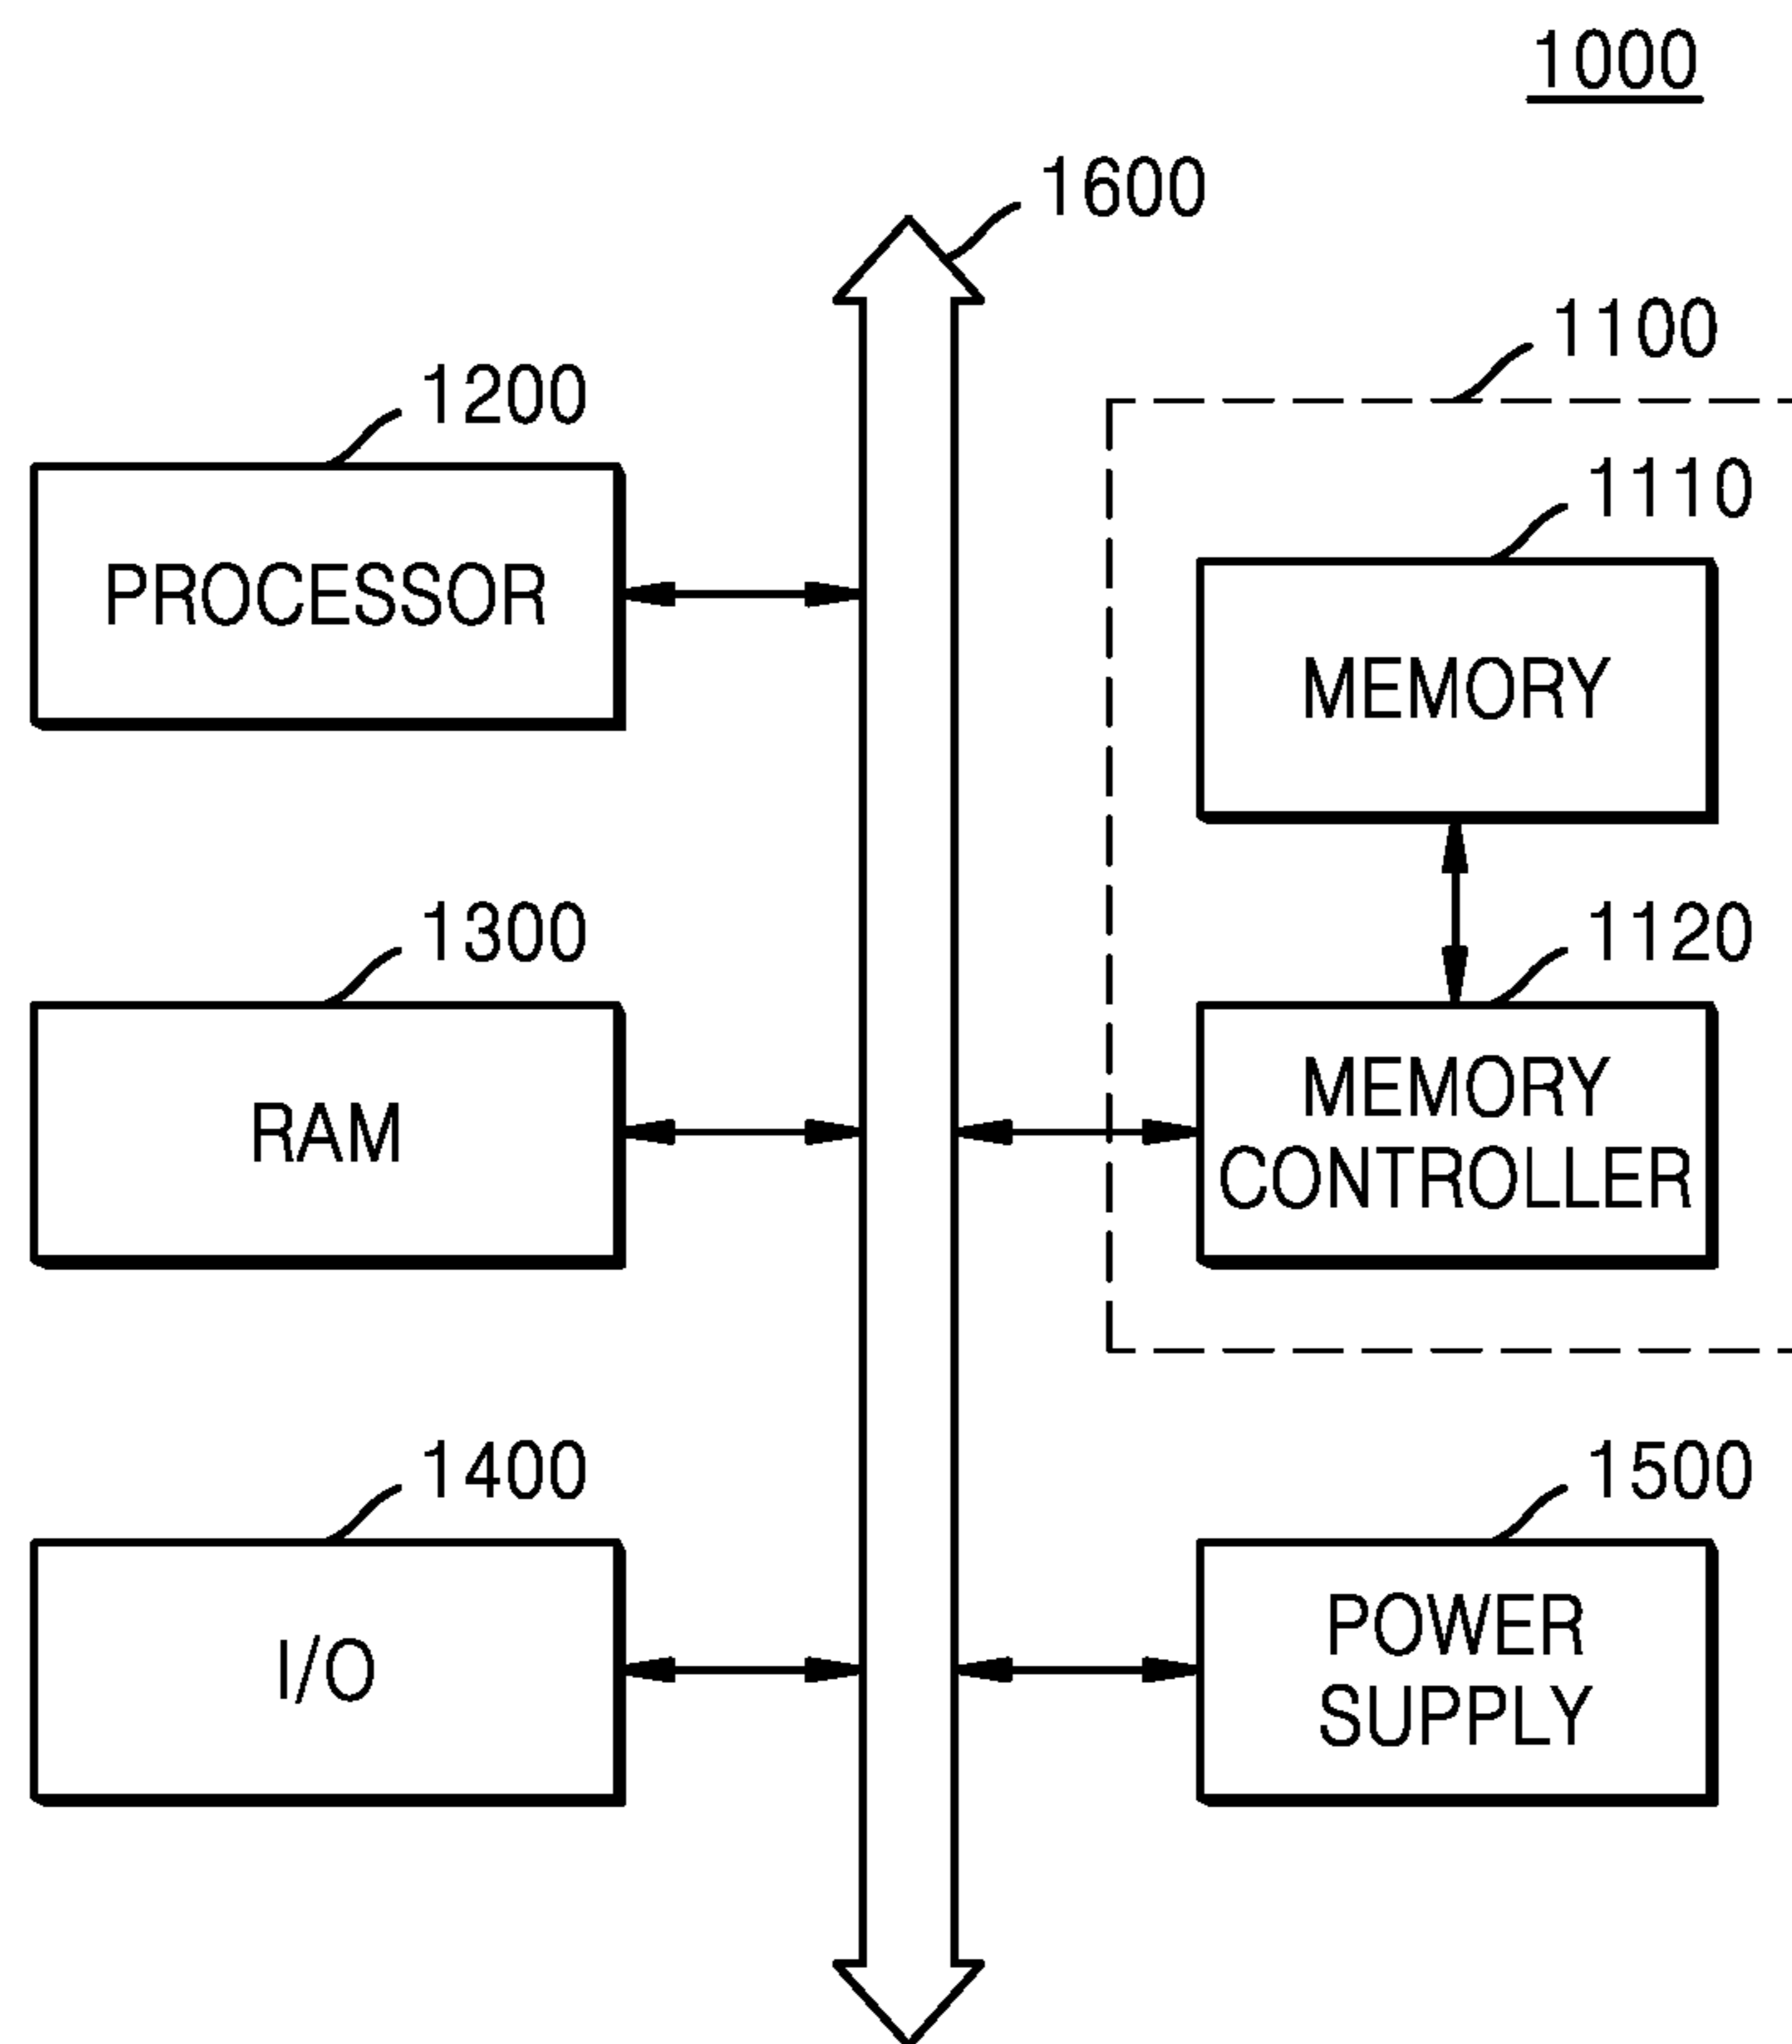 1000
1600
1100
1200
1110
PROCESSOR
MEMORY
1300
1120
RAM
MEMORY
CONTROLLER
1400
1500
I/O
POWER
SUPPLY